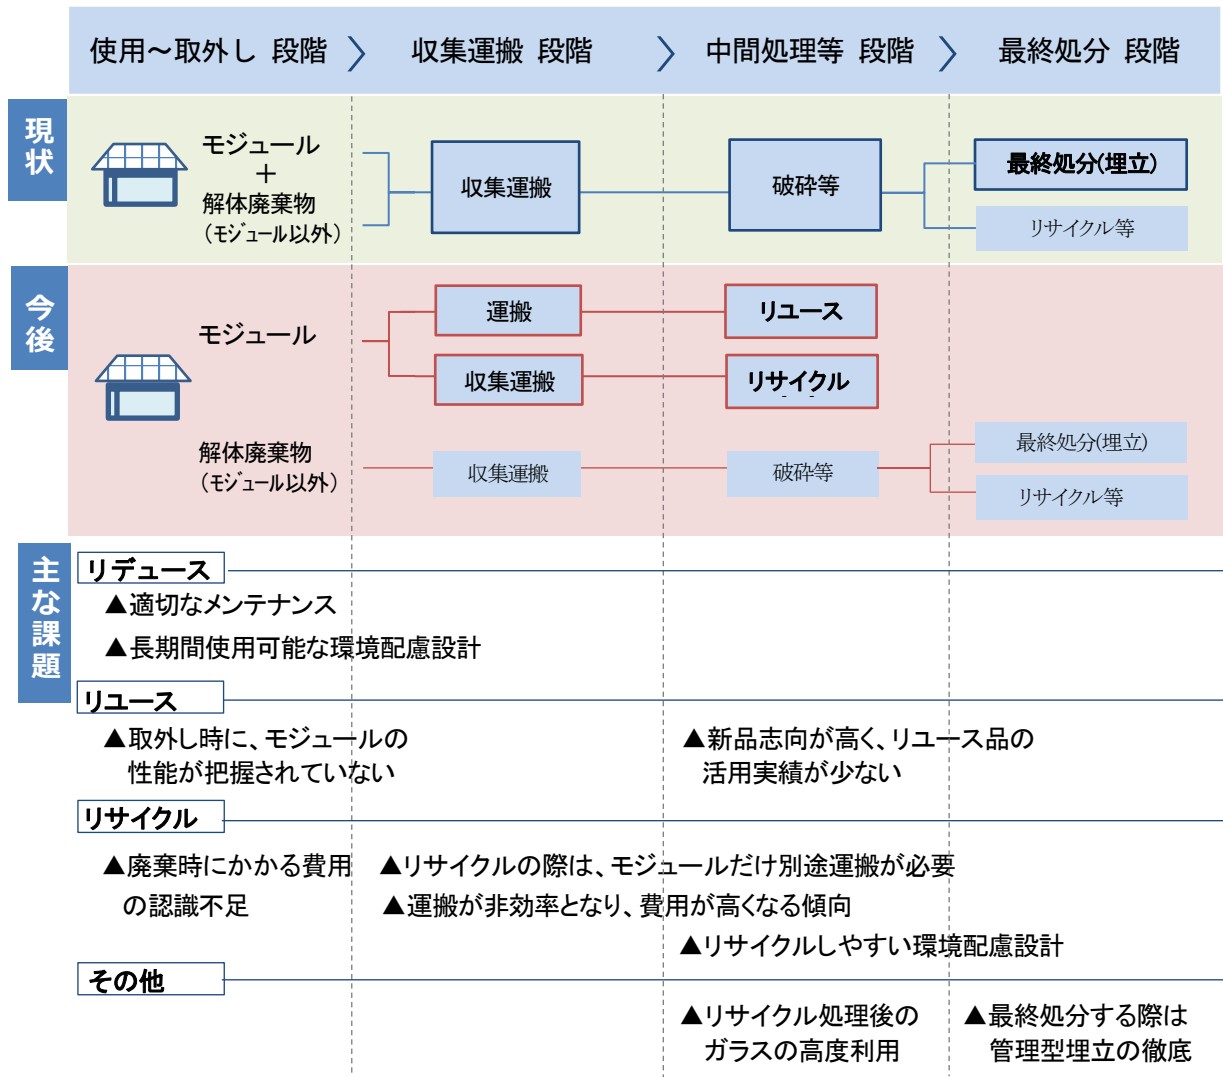 使用～取外し 段階
収集運搬 段階
中間処理等 段階
最終処分 段階
現状
モジュール
＋
解体廃棄物
（モジュール以外）
収集運搬
破砕等
最終処分(埋立)
リサイクル等
今後
モジュール
運搬
リユース
収集運搬
リサイクル
解体廃棄物
（モジュール以外）
収集運搬
破砕等
最終処分(埋立)
リサイクル等
主な課題
リデュース
▲適切なメンテナンス
▲長期間使用可能な環境配慮設計
リユース
▲取外し時に、モジュールの
性能が把握されていない
▲新品志向が高く、リユース品の
活用実績が少ない
リサイクル
▲廃棄時にかかる費用
の認識不足
▲リサイクルの際は、モジュールだけ別途運搬が必要
▲運搬が非効率となり、費用が高くなる傾向
▲リサイクルしやすい環境配慮設計
その他
▲リサイクル処理後の
ガラスの高度利用
▲最終処分する際は
管理型埋立の徹底